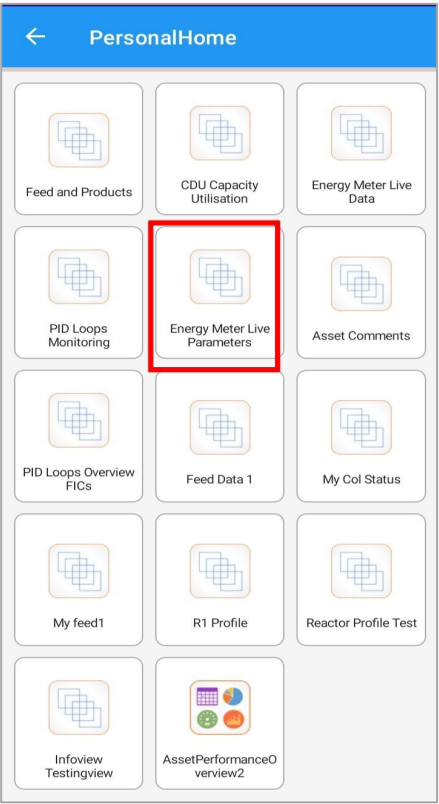 PersonalHome
Feed and Products
CDU Capacity
Utilisation
Energy Meter Live
Data
PID Loops
Monitoring
Energy Meter Live
Parameters
Asset Comments
PID Loops Overview
FICs
Feed Data 1
My Col Status
My feed1
R1 Profile
Reactor Profile Test
Infoview
Testingview
AssetPerformanceO
verview2